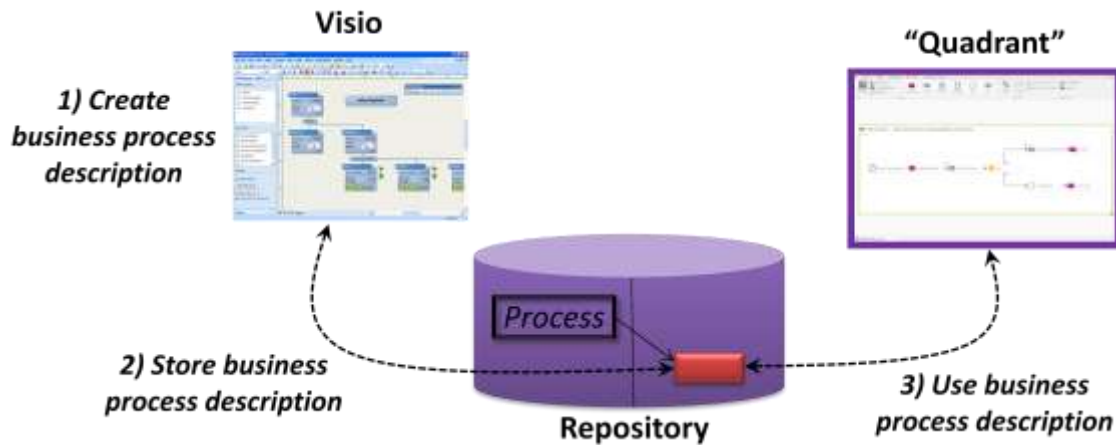 Visio
“Quadrant”
1) Create
business process
description
Process
2) Store business
process description
3) Use business
process description
Repository